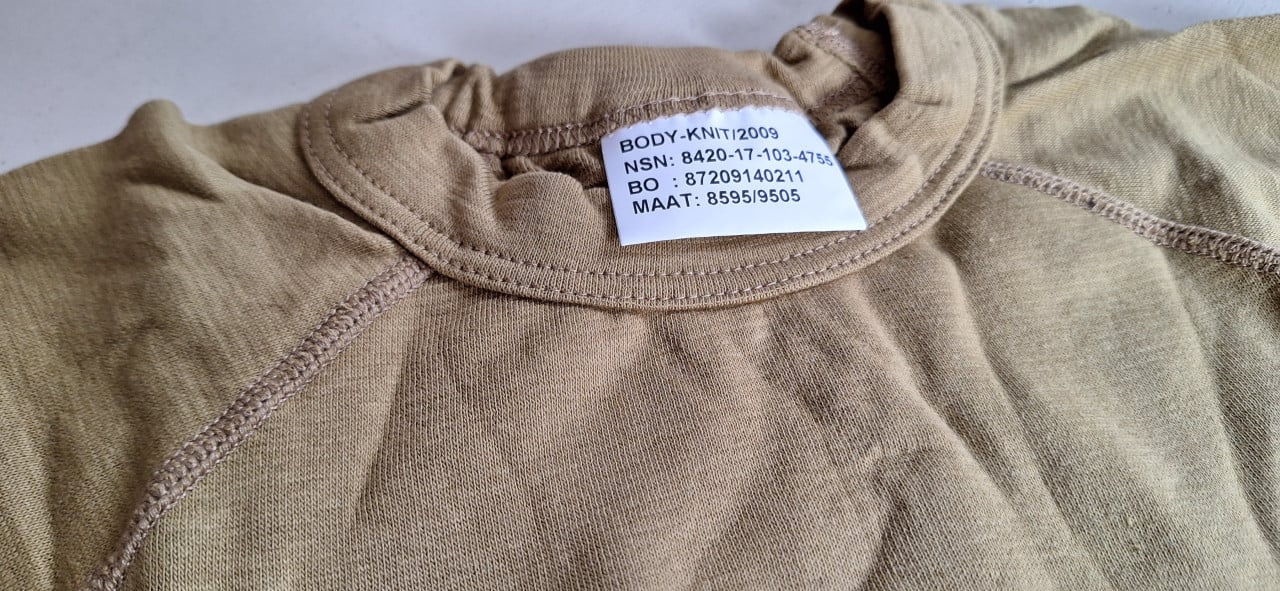 BODY-KNIT/2009
NSN: 8420-17-103-4755
BO : 87209140211
MAAT: 8595/9505